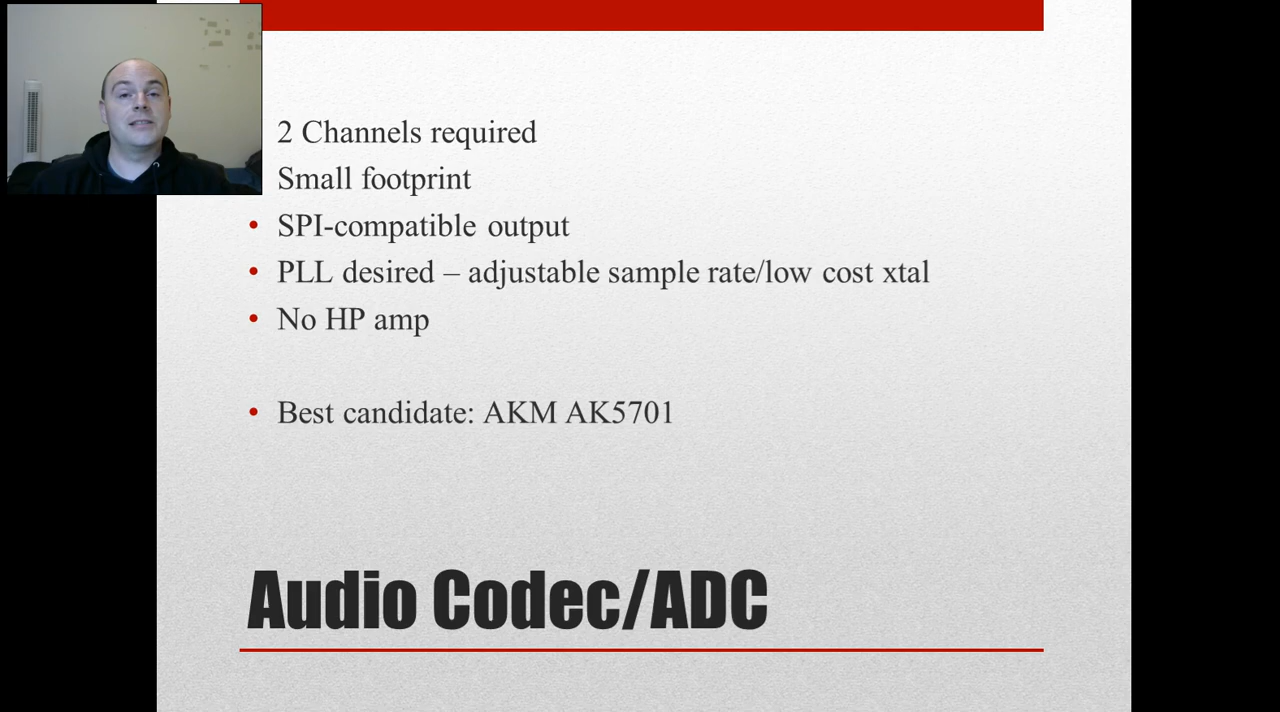 2 Channels required
Small footprint
• SPI-compatible output
• PLL desired – adjustable sample rate/low cost xtal
• No HP amp
• Best candidate: AKM AK5701
Audio Codec/ADC